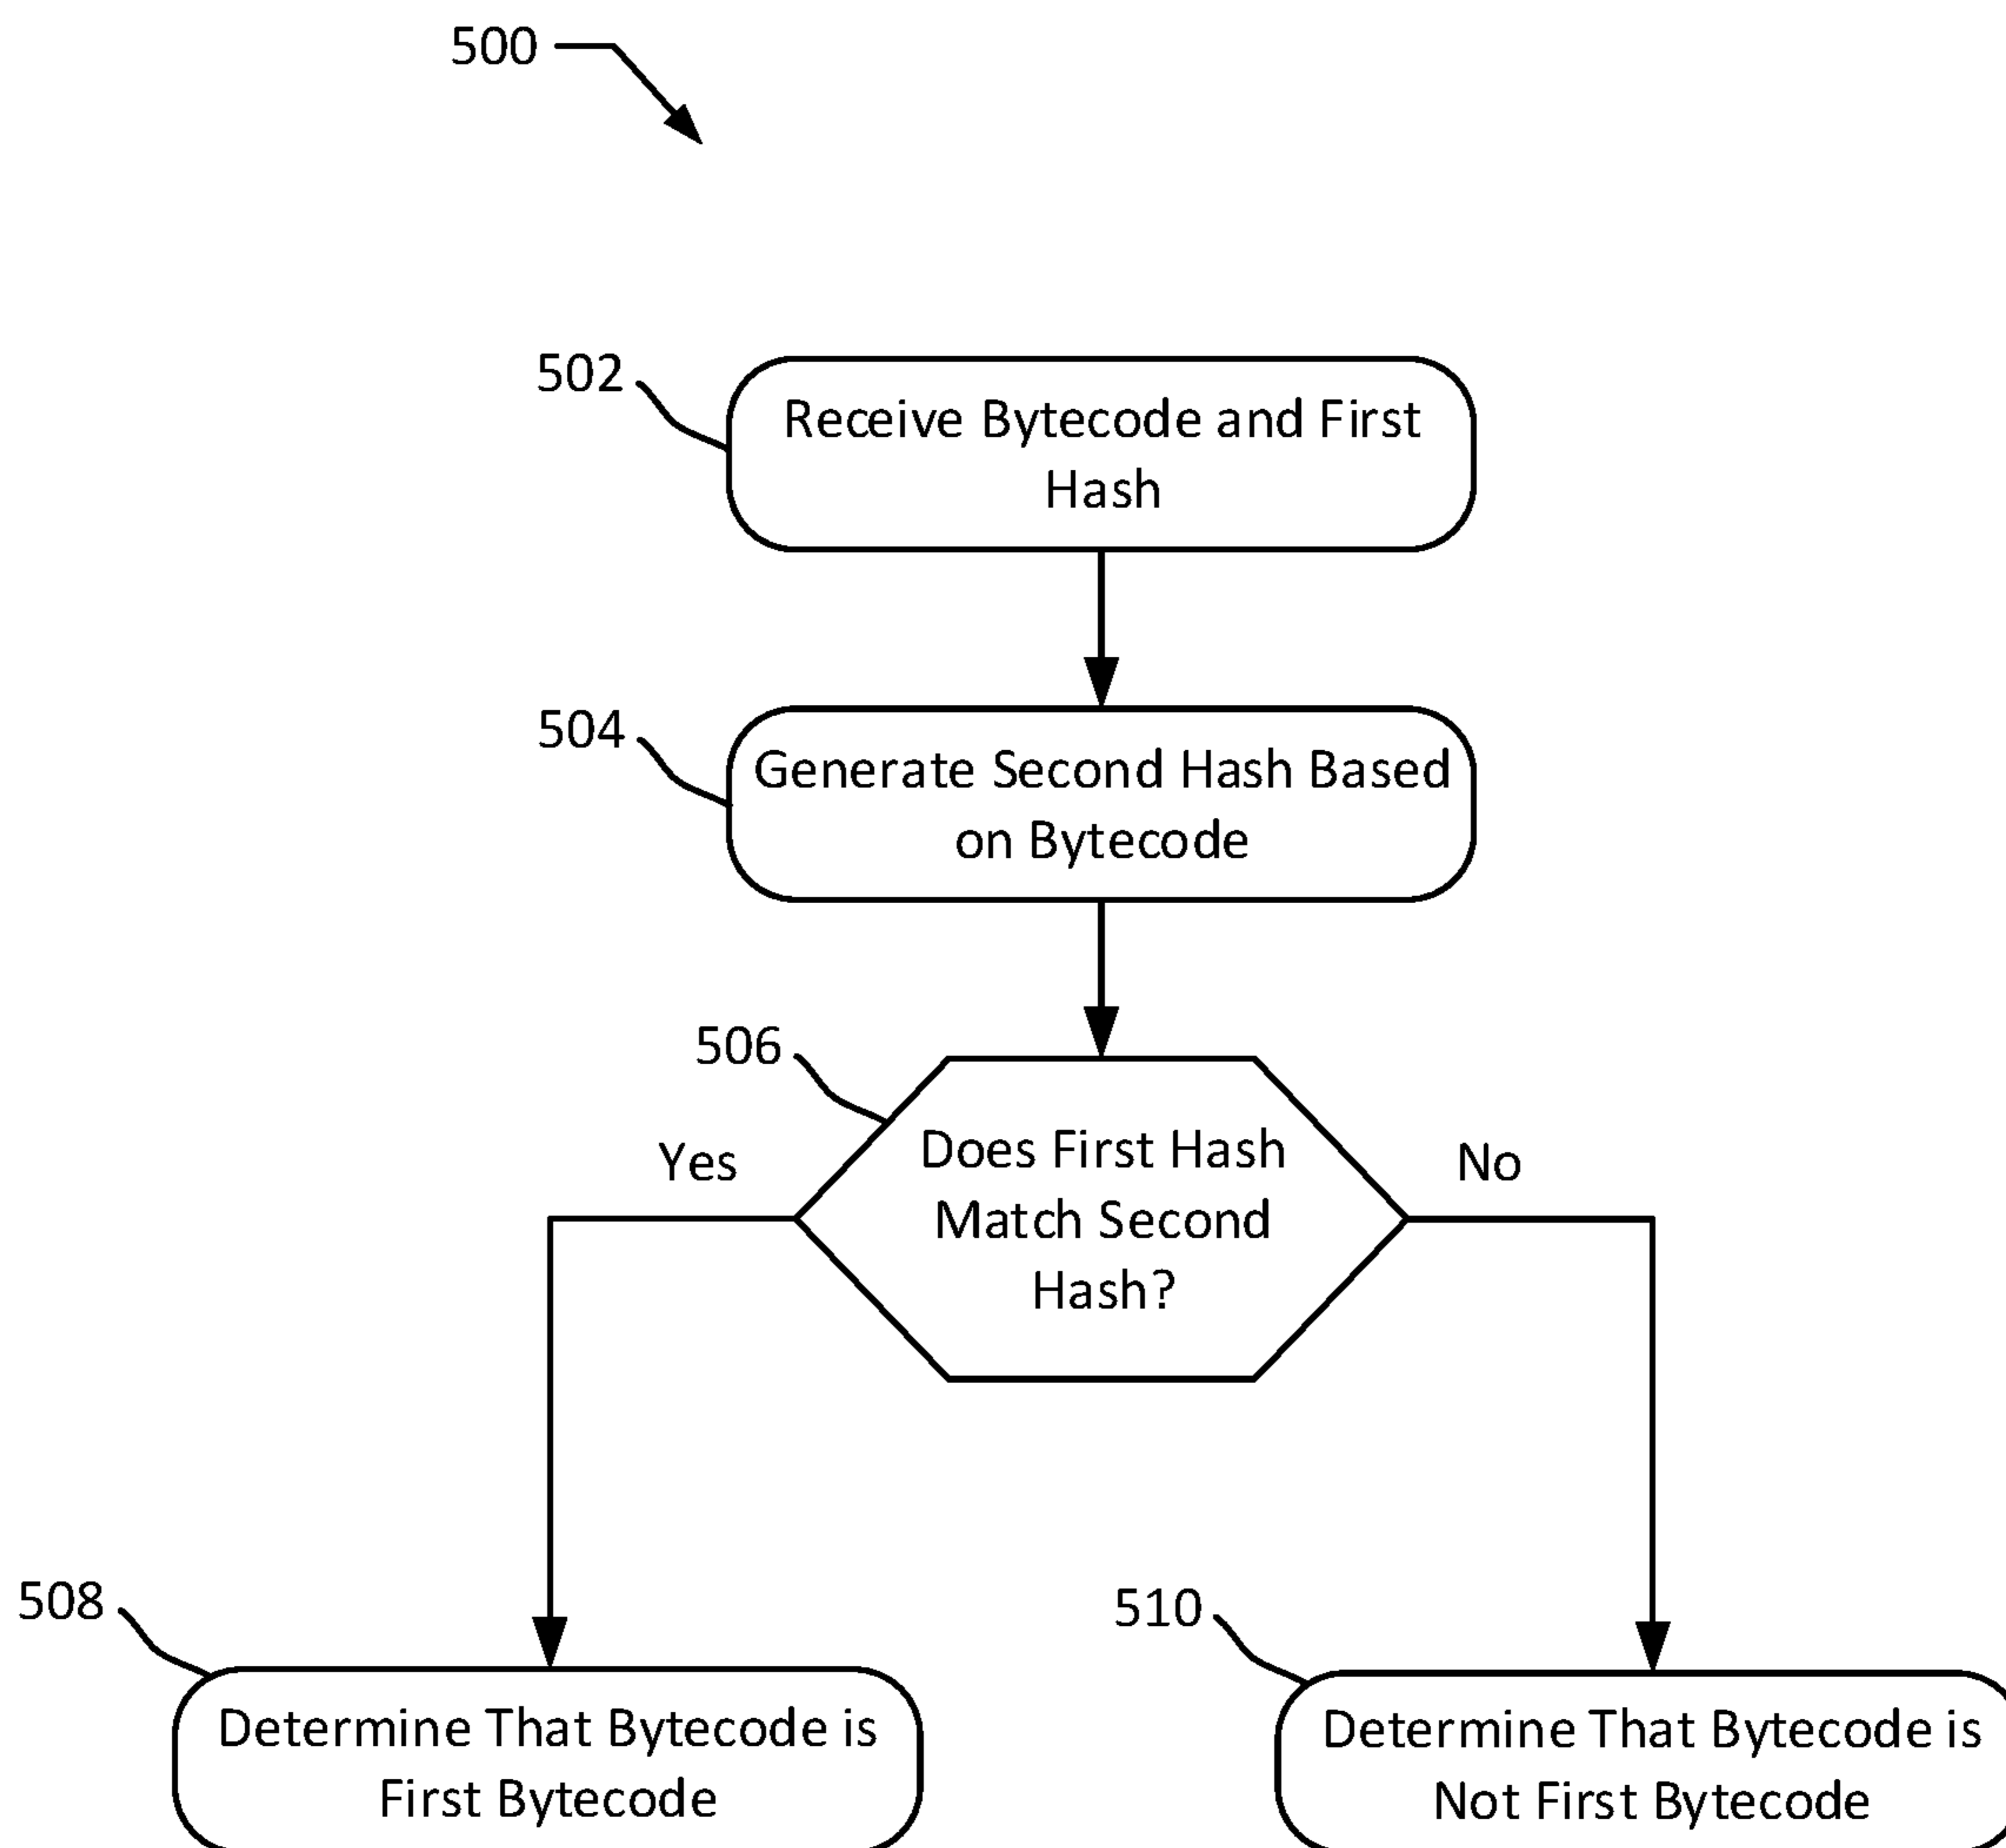 500
502
Receive Bytecode and First
Hash
504
Generate Second Hash Based
on Bytecode
506
Does First Hash
Match Second
Hash?
Yes
No
508
Determine That Bytecode is
First Bytecode
510
Determine That Bytecode is
Not First Bytecode